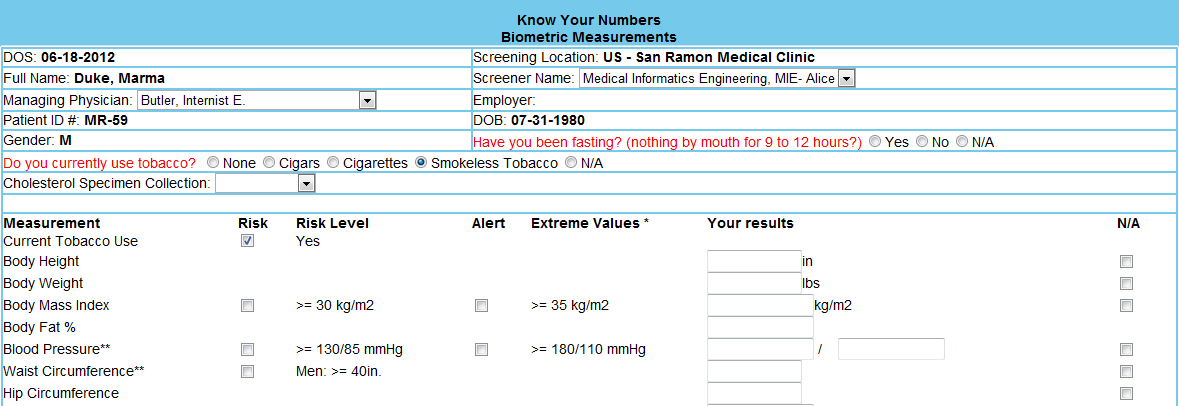 Know Your Numbers
Biometric Measurements
DOS: 06-18-2012 Screening Location: US - San Ramon Medical Clinic
Full Name: Duke, Marma Screener Name: Medical Informatics Engineering, MIE- Alice
Managing Physician: Butler, Internist E. Employer:
Patient ID #: MR-59 DOB: 07-31-1980
Gender: M Have you been fasting? (nothing by mouth for 9 to 12 hours?) Yes No N/A
Do you currently use tobacco? None Cigars Cigarettes Smokeless Tobacco N/A
Cholesterol Specimen Collection:
Measurement Risk Risk Level Alert Extreme Values * Your results N/A
Current Tobacco Use Yes
Body Height in
Body Weight lbs
Body Mass Index >= 30 kg/m2 >= 35 kg/m2 kg/m2
Body Fat %
Blood Pressure** >= 130/85 mmHg >= 180/110 mmHg /
Waist Circumference** Men: >= 40in.
Hip Circumference